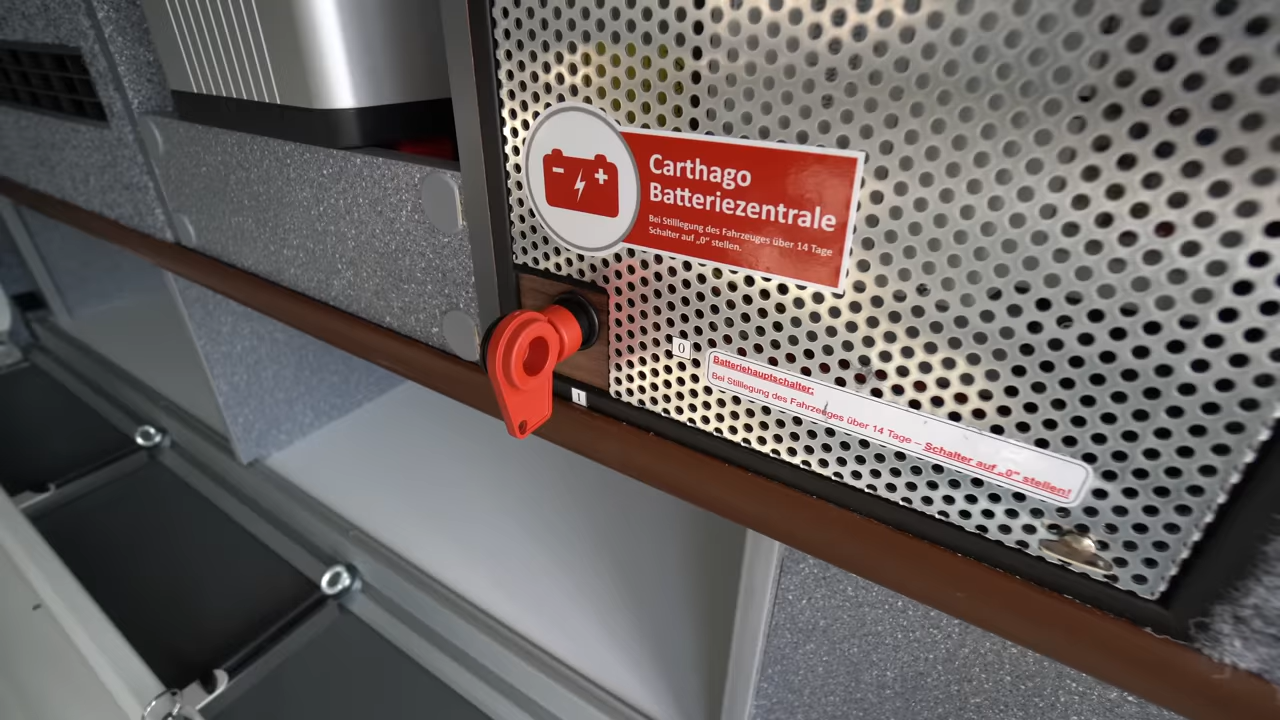 Carthago
Batteriezentrale
Bei Stilllegung des Fahrzeuges über 14 Tage
Schalter auf „0“ stellen.
0
1
Batteriehauptschalter:
Bei Stilllegung des Fahrzeuges über 14 Tage – Schalter auf „0“ stellen!